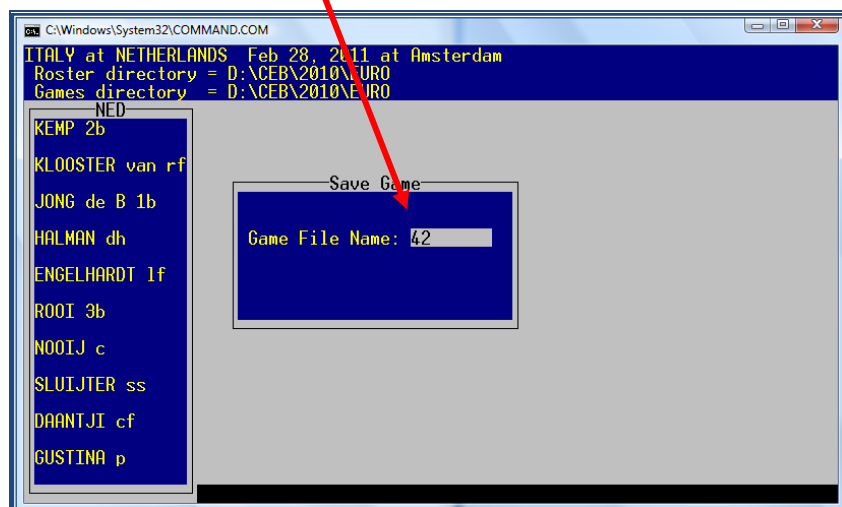 C:\Windows\System32\COMMAND.COM
ITALY at NETHERLANDS Feb 28, 2011 at Amsterdam
Roster directory = D:\CEB\2010\EURO
Games directory = D:\CEB\2010\EURO
NED
KEMP 2b
KLOOSTER van rf
JONG de B 1b
HALMAN dh
ENGELHARDT lf
ROOI 3b
NOOIJ c
SLUIJTER ss
DAANTJI cf
GUSTINA p
Save Game
Game File Name: 42